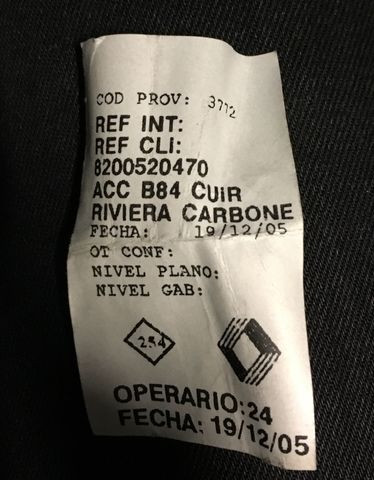 COD PROV: 3772
REF INT:
REF CLI:
8200520470
ACC B84 CUIR
RIVIERA CARBONE
FECHA: 19/12/05
OT CONF:
NIVEL PLANO:
NIVEL GAB:
254
OPERARIO:24
FECHA: 19/12/05